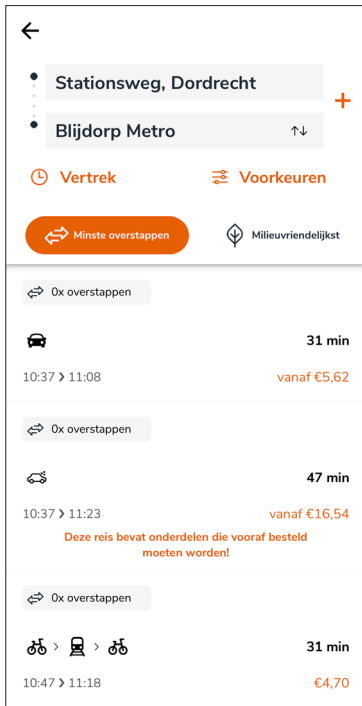 Stationsweg, Dordrecht
+
Blijdorp Metro ↑↓
Vertrek Voorkeuren
Minste overstappen Milieuvriendelijkst
0x overstappen
31 min
10:37 > 11:08 vanaf €5,62
0x overstappen
47 min
10:37 > 11:23 vanaf €16,54
Deze reis bevat onderdelen die vooraf besteld
moeten worden!
0x overstappen
> > 31 min
10:47 > 11:18 €4,70